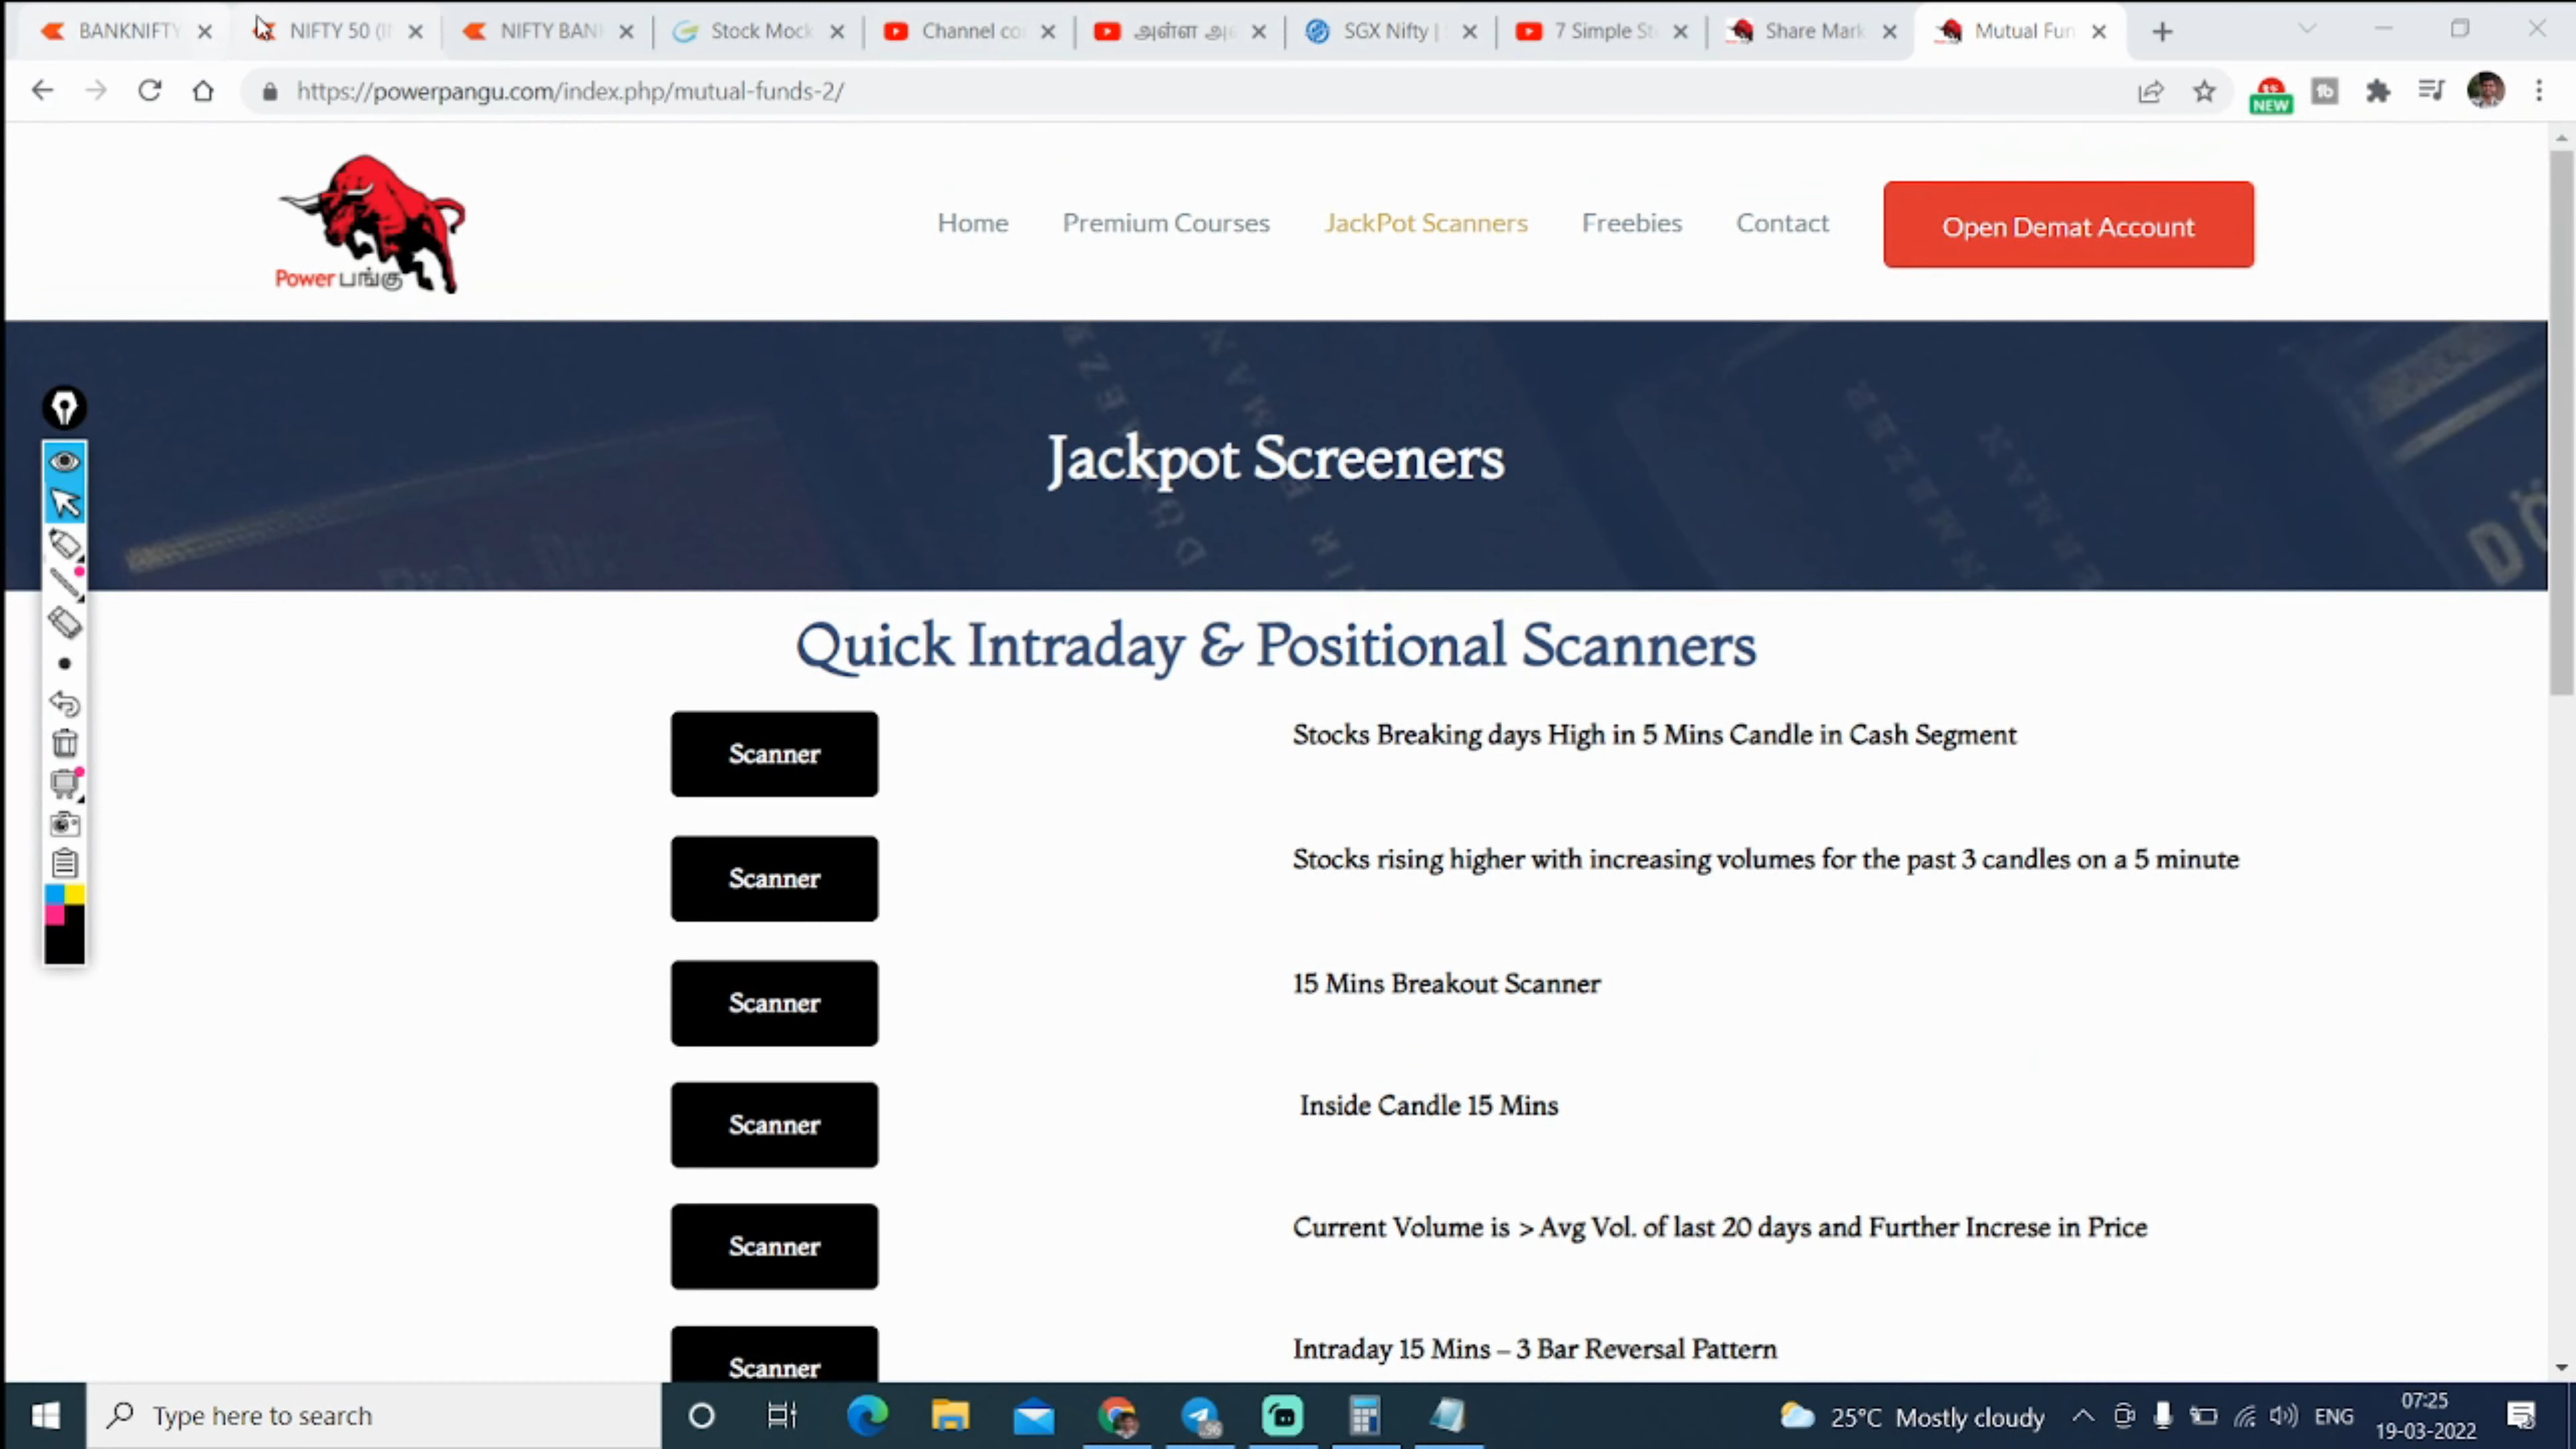 BANKNIFTY
NIFTY 50 (I
NIFTY BAN
Stock Mock
Channel co
அள்ள அ
SGX Nifty |
7 Simple St
Share Mark
Mutual Fun
https://powerpangu.com/index.php/mutual-funds-2/
NEW
Power பங்கு
Home
Premium Courses
JackPot Scanners
Freebies
Contact
Open Demat Account
Jackpot Screeners
Quick Intraday & Positional Scanners
Scanner
Stocks Breaking days High in 5 Mins Candle in Cash Segment
Scanner
Stocks rising higher with increasing volumes for the past 3 candles on a 5 minute
Scanner
15 Mins Breakout Scanner
Scanner
Inside Candle 15 Mins
Scanner
Current Volume is > Avg Vol. of last 20 days and Further Increse in Price
Scanner
Intraday 15 Mins – 3 Bar Reversal Pattern
Type here to search
25°C Mostly cloudy
ENG
07:25
19-03-2022